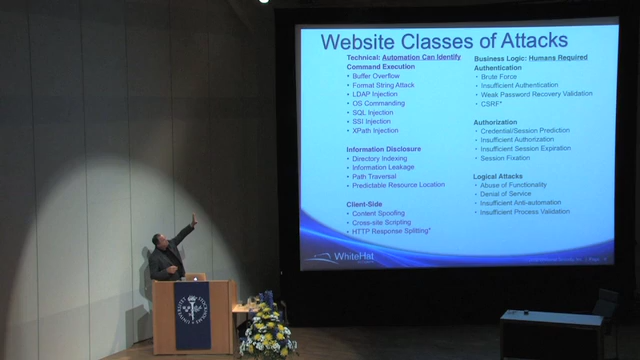 Website Classes of Attacks
Technical: Automation Can Identify
Command Execution
• Buffer Overflow
• Format String Attack
• LDAP Injection
• OS Commanding
• SQL Injection
• SSI Injection
• XPath Injection
Information Disclosure
• Directory Indexing
• Information Leakage
• Path Traversal
• Predictable Resource Location
Client-Side
• Content Spoofing
• Cross-site Scripting
• HTTP Response Splitting*
Business Logic: Humans Required
Authentication
• Brute Force
• Insufficient Authentication
• Weak Password Recovery Validation
• CSRF*
Authorization
• Credential/Session Prediction
• Insufficient Authorization
• Insufficient Session Expiration
• Session Fixation
Logical Attacks
• Abuse of Functionality
• Denial of Service
• Insufficient Anti-automation
• Insufficient Process Validation
WhiteHat